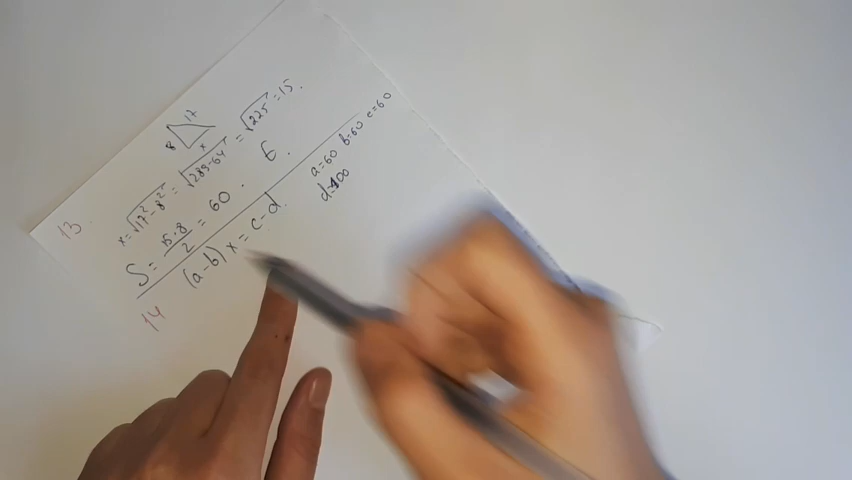 13
17
8
x
x = √17² - 8² = √289-64 = √225 = 15.
S = 15·8/2 = 60.
E.
14
(a-b) x = c-d.
a=60 b=60 c=60
d=100